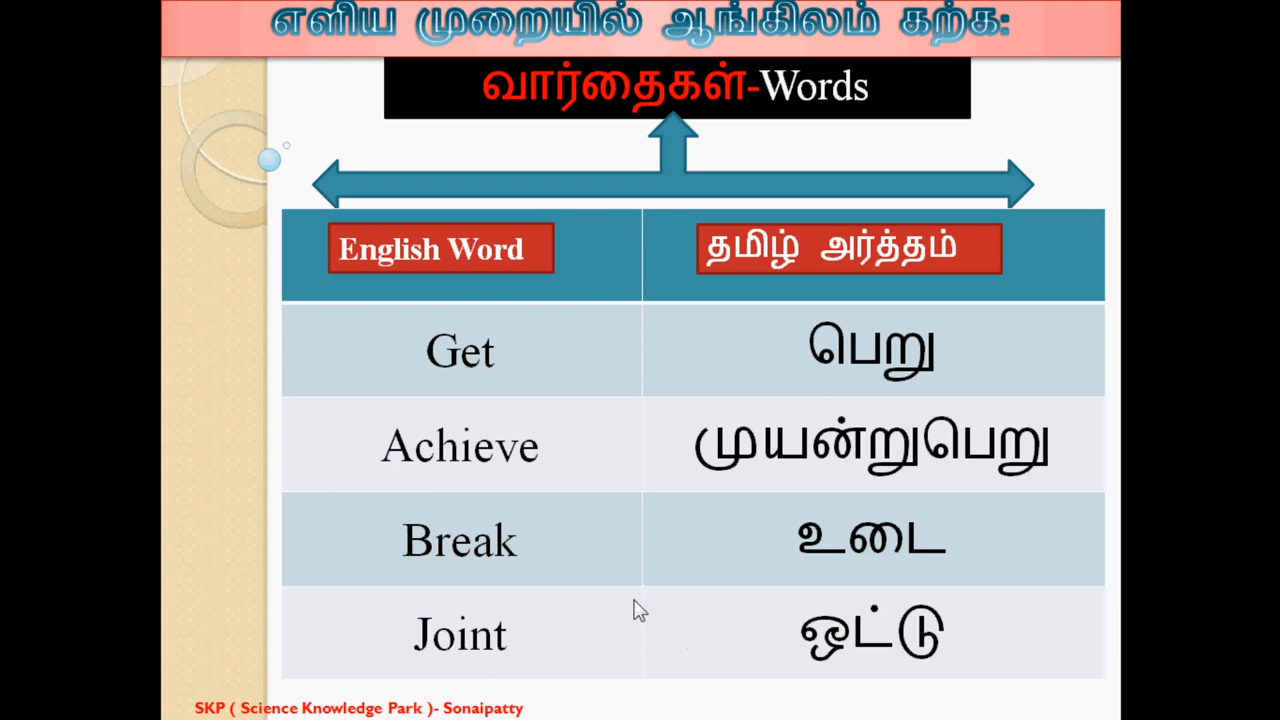 எளிய முறையில் ஆங்கிலம் கற்க:
வார்தைகள்-Words
English Word தமிழ் அர்த்தம்
Get பெறு
Achieve முயன்றுபெறு
Break உடை
Joint ஒட்டு
SKP ( Science Knowledge Park )- Sonaipatty